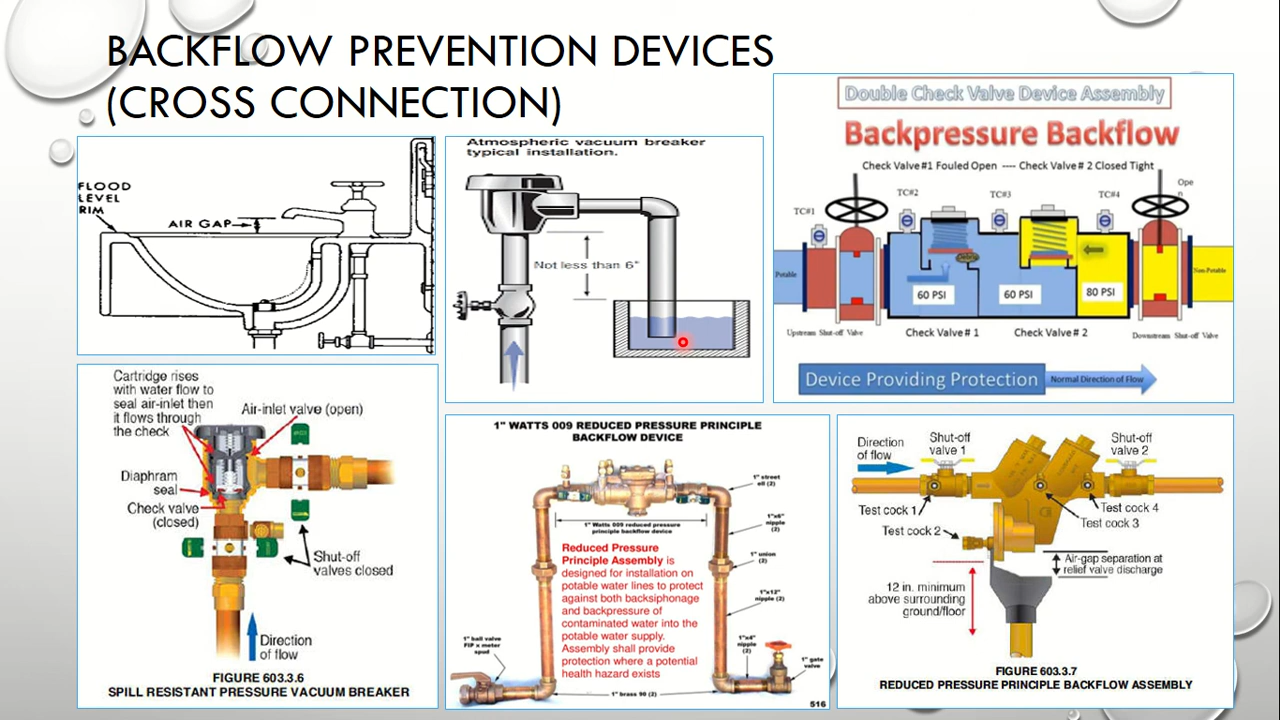 BACKFLOW PREVENTION DEVICES
(CROSS CONNECTION)
FLOOD
LEVEL
RIM
AIR GAP
Atmospheric vacuum breaker
typical installation.
Not less than 6"
Double Check Valve Device Assembly
Backpressure Backflow
Check Valve #1 Fouled Open ---- Check Valve # 2 Closed Tight
TC#1
TC#2
TC#3
TC#4
Ope
n
Potable
Debris
60 PSI
60 PSI
80 PSI
Non-Potable
Upstream Shut-off Valve
Check Valve # 1
Check Valve # 2
Downstream Shut-off Valve
Device Providing Protection
Normal Direction of Flow
Cartridge rises
with water flow to
seal air-inlet then
it flows through
the check
Air-inlet valve (open)
Diaphram
seal
Check valve
(closed)
Shut-off
valves closed
Direction
of flow
FIGURE 603.3.6
SPILL RESISTANT PRESSURE VACUUM BREAKER
1" WATTS 009 REDUCED PRESSURE PRINCIPLE
BACKFLOW DEVICE
1" street
ell (2)
1" Watts 009 reduced pressure
principle backflow device
1"x6"
nipple
(2)
1" union
(2)
1"x12"
nipple (2)
1"x4"
nipple
(2)
1" gate
valve
1" ball valve
FIP x meter
spud
1" brass 90 (2)
Reduced Pressure
Principle Assembly is
designed for installation on
potable water lines to protect
against both backsiphonage
and backpressure of
contaminated water into the
potable water supply.
Assembly shall provide
protection where a potential
health hazard exists
516
Direction
of flow
Shut-off
valve 1
Shut-off
valve 2
Test cock 1
Test cock 4
Test cock 3
Test cock 2
Air-gap separation at
relief valve discharge
12 in. minimum
above surrounding
ground/floor
FIGURE 603.3.7
REDUCED PRESSURE PRINCIPLE BACKFLOW ASSEMBLY